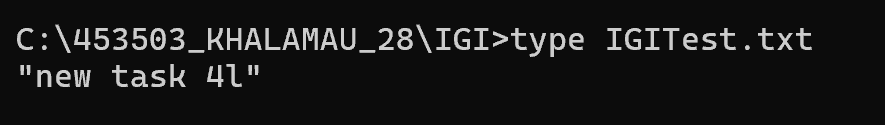 C:\453503_KHALAMAU_28\IGI>type IGITest.txt
"new task 4l"